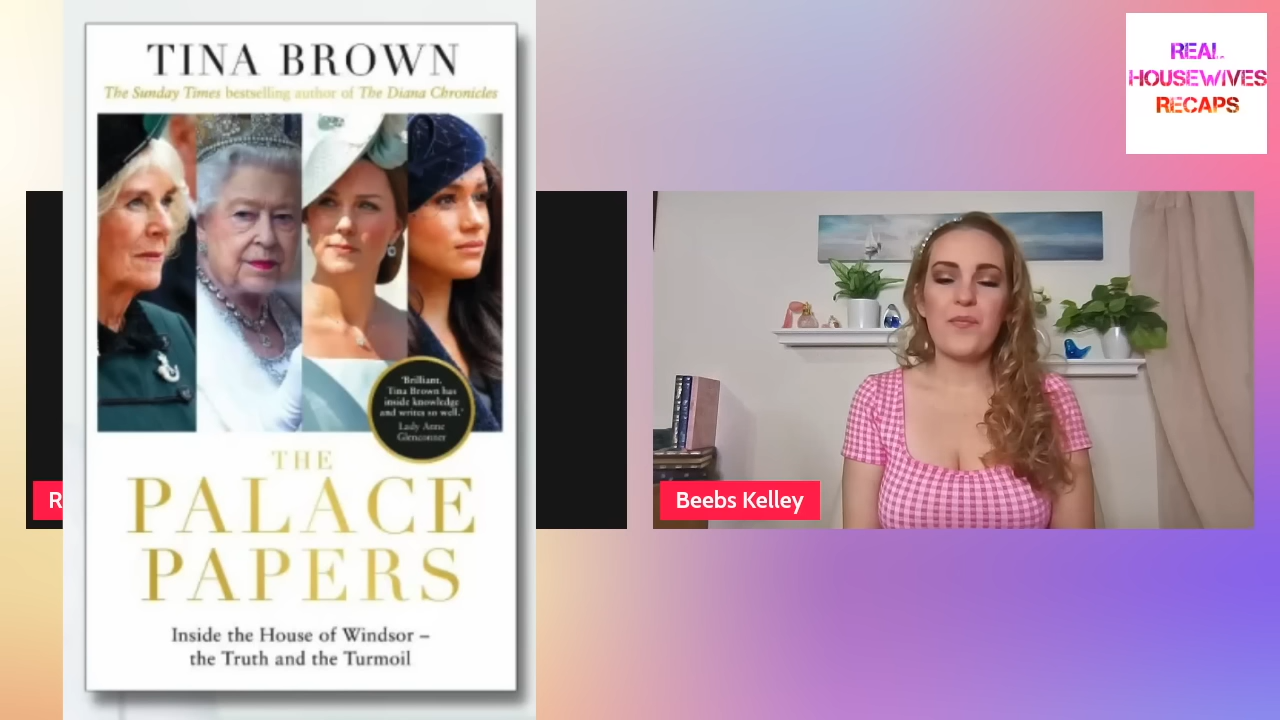 TINA BROWN
The Sunday Times bestselling author of The Diana Chronicles
'Brilliant.
Tina Brown has
inside knowledge
and writes so well.'
Lady Anne
Glenconner
THE
PALACE
PAPERS
Inside the House of Windsor –
the Truth and the Turmoil
R
Beebs Kelley
REAL
HOUSEWIVES
RECAPS